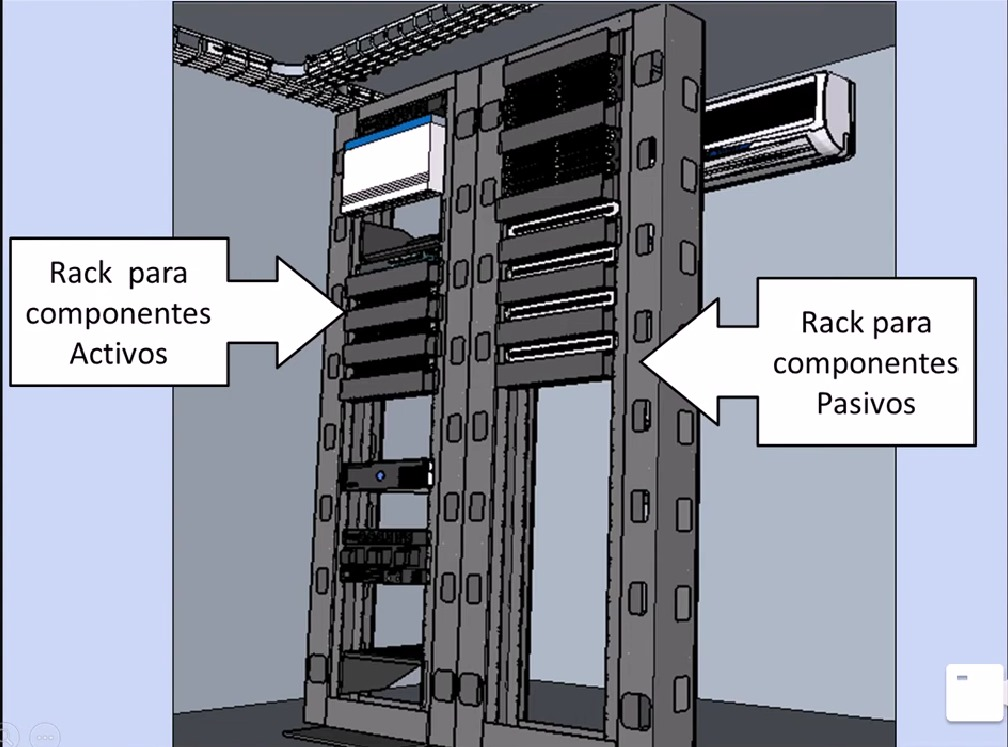 Rack para
componentes
Activos
Rack para
componentes
Pasivos